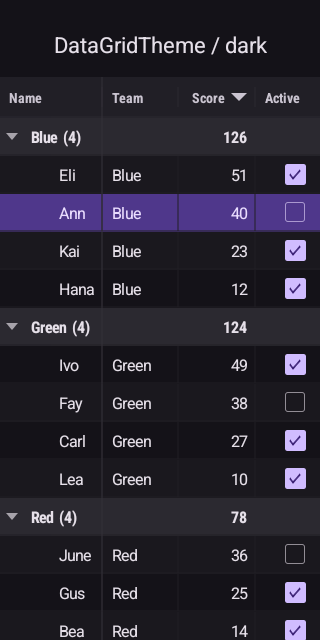 DataGridTheme / dark
Name Team Score Active
Blue (4) 126
Eli Blue 51
Ann Blue 40
Kai Blue 23
Hana Blue 12
Green (4) 124
Ivo Green 49
Fay Green 38
Carl Green 27
Lea Green 10
Red (4) 78
June Red 36
Gus Red 25
Bea Red 14